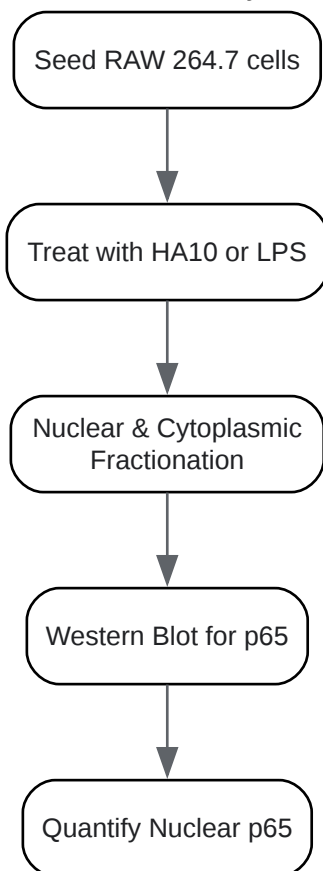 Seed RAW 264.7 cells
Treat with HA10 or LPS
Nuclear & Cytoplasmic
Fractionation
Western Blot for p65
Quantify Nuclear p65